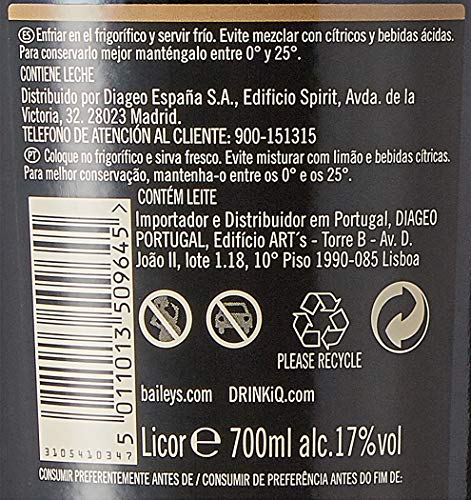 ES Enfriar en el frigorífico y servir frío. Evite mezclar con cítricos y bebidas ácidas.
Para conservarlo mejor manténgalo entre 0° y 25°.
CONTIENE LECHE
Distribuido por Diageo España S.A., Edificio Spirit, Avda. de la
Victoria, 32. 28023 Madrid.
TELEFONO DE ATENCIÓN AL CLIENTE: 900-151315
PT Coloque no frigorífico e sirva fresco. Evite misturar com limão e bebidas cítricas.
Para melhor conservação, mantenha-o entre os 0° e os 25°.
CONTÉM LEITE
Importador e Distribuidor em Portugal, DIAGEO
PORTUGAL, Edifício ART´s - Torre B - Av. D.
João II, lote 1.18, 10° Piso 1990-085 Lisboa
5 011013 509645 >
3105410347
PLEASE RECYCLE
baileys.com DRINKiQ.com
Licor e 700ml alc.17%vol
CONSUMIR PREFERENTEMENTE ANTES DE / CONSUMIR DE PREFERÊNCIA ANTES DO FIM DE: